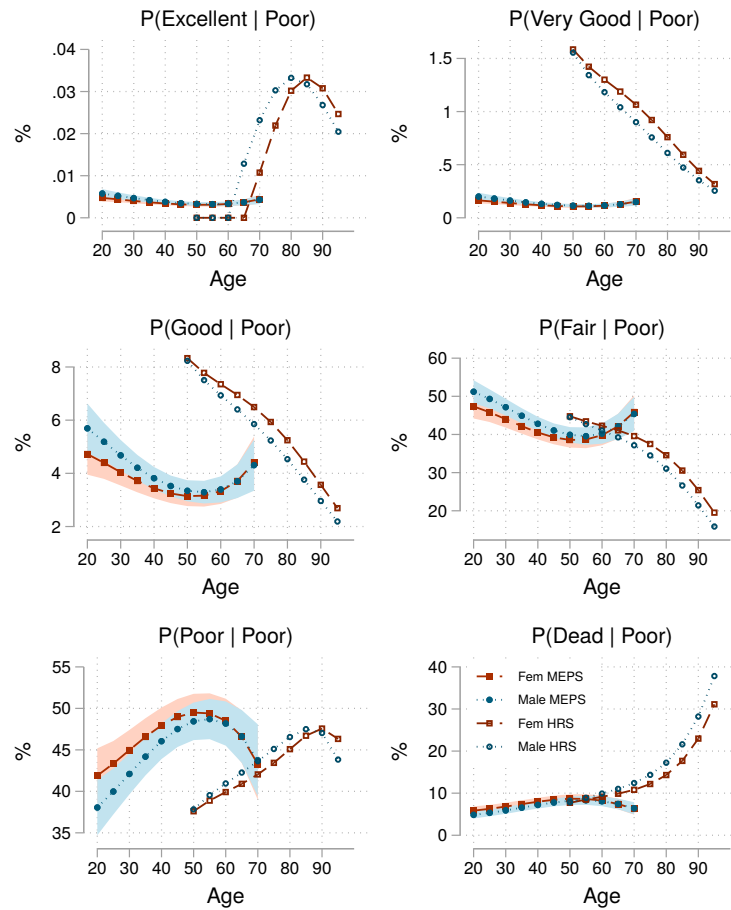 P(Excellent | Poor)
.04
.03
.02
.01
0
%
20 30 40 50 60 70 80 90
Age
P(Very Good | Poor)
1.5
1
.5
0
%
20 30 40 50 60 70 80 90
Age
P(Good | Poor)
8
6
4
2
%
20 30 40 50 60 70 80 90
Age
P(Fair | Poor)
60
50
40
30
20
%
20 30 40 50 60 70 80 90
Age
P(Poor | Poor)
55
50
45
40
35
%
20 30 40 50 60 70 80 90
Age
P(Dead | Poor)
40
30
20
10
0
%
Fem MEPS
Male MEPS
Fem HRS
Male HRS
20 30 40 50 60 70 80 90
Age